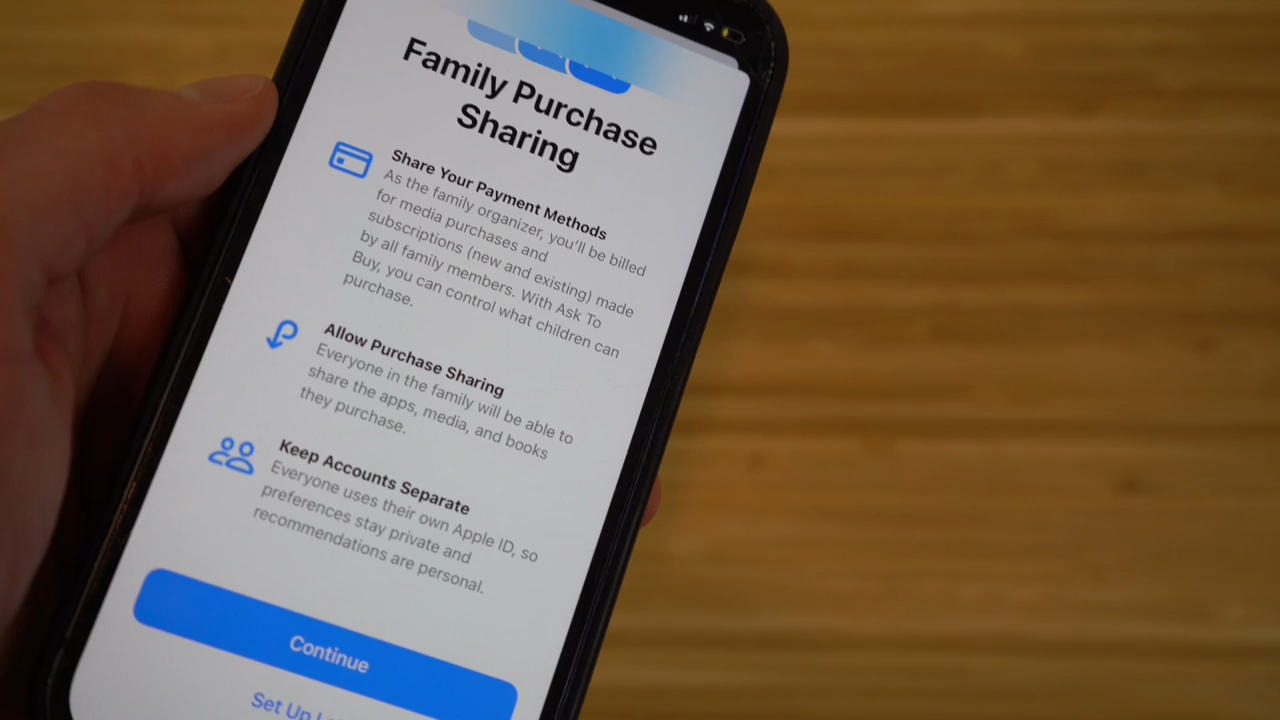 Family Purchase
Sharing
Share Your Payment Methods
As the family organizer, you'll be billed
for media purchases and
subscriptions (new and existing) made
by all family members. With Ask To
Buy, you can control what children can
purchase.
Allow Purchase Sharing
Everyone in the family will be able to
share the apps, media, and books
they purchase.
Keep Accounts Separate
Everyone uses their own Apple ID, so
preferences stay private and
recommendations are personal.
Continue
Set Up